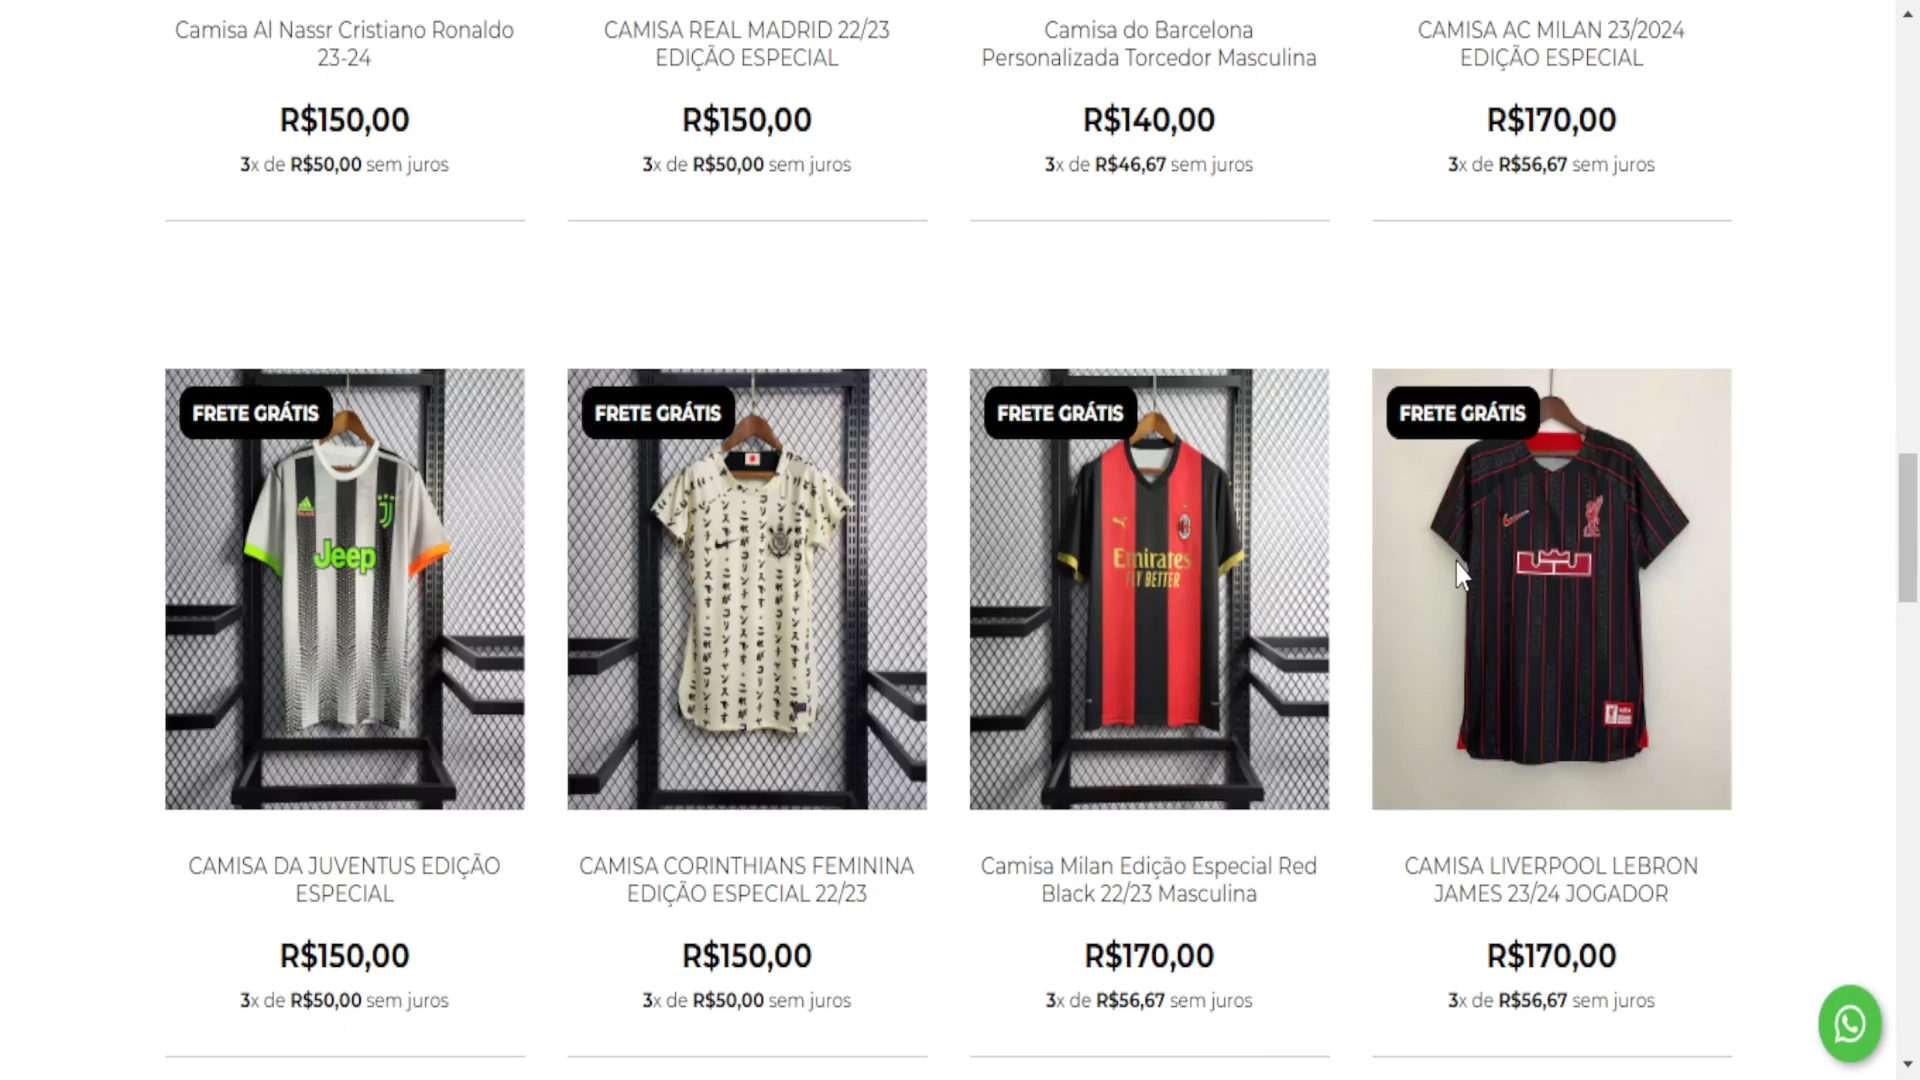 Camisa Al Nassr Cristiano Ronaldo
23-24
R$150,00
3x de R$50,00 sem juros
CAMISA REAL MADRID 22/23
EDIÇÃO ESPECIAL
R$150,00
3x de R$50,00 sem juros
Camisa do Barcelona
Personalizada Torcedor Masculina
R$140,00
3x de R$46,67 sem juros
CAMISA AC MILAN 23/2024
EDIÇÃO ESPECIAL
R$170,00
3x de R$56,67 sem juros
FRETE GRÁTIS
Jeep
CAMISA DA JUVENTUS EDIÇÃO
ESPECIAL
R$150,00
3x de R$50,00 sem juros
FRETE GRÁTIS
CAMISA CORINTHIANS FEMININA
EDIÇÃO ESPECIAL 22/23
R$150,00
3x de R$50,00 sem juros
FRETE GRÁTIS
Emirates
FLY BETTER
Camisa Milan Edição Especial Red
Black 22/23 Masculina
R$170,00
3x de R$56,67 sem juros
FRETE GRÁTIS
CAMISA LIVERPOOL LEBRON
JAMES 23/24 JOGADOR
R$170,00
3x de R$56,67 sem juros